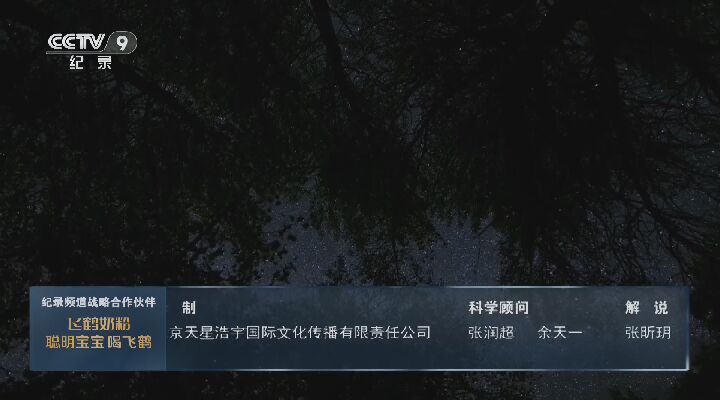 CCTV 9
纪 录
纪录频道战略合作伙伴
飞鹤奶粉
聪明宝宝 喝飞鹤
制
京天星浩宇国际文化传播有限责任公司
科学顾问
张润超 余天一
解 说
张昕玥